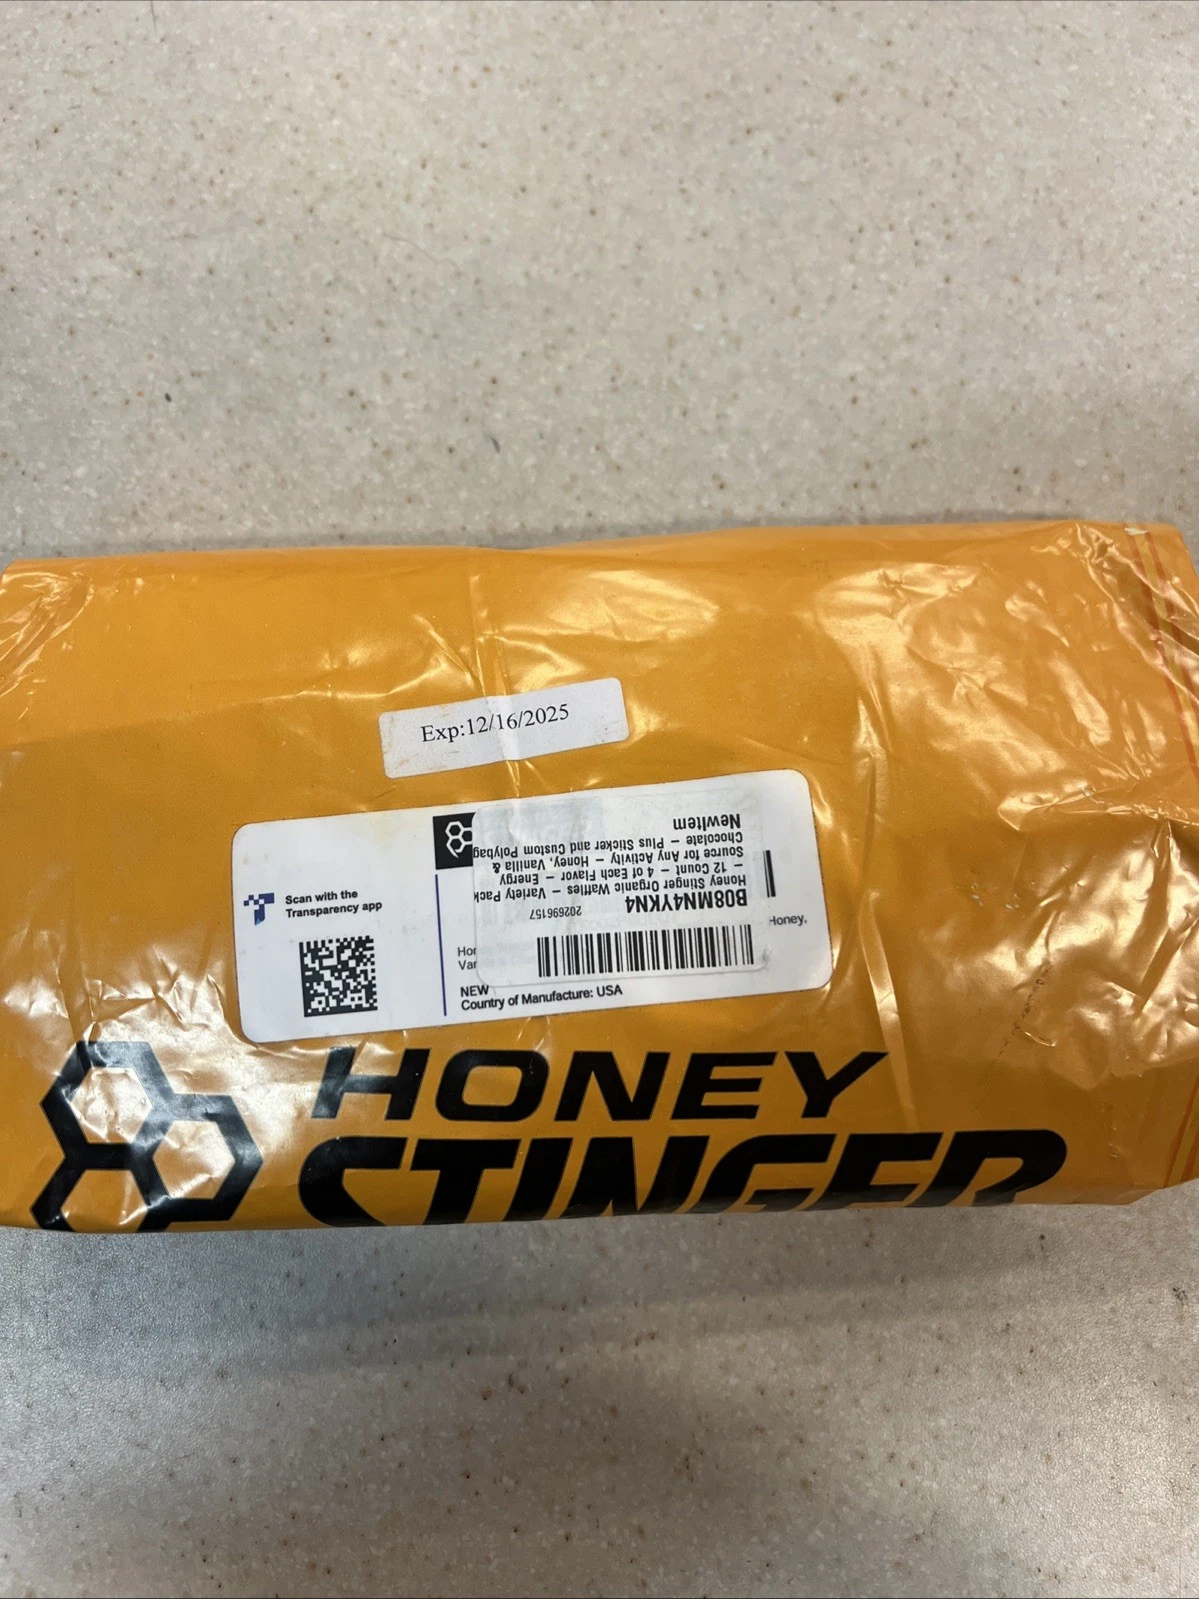 Exp:12/16/2025
Scan with the
Transparency app
Honey,
NEW
Country of Manufacture: USA
B08MN4YKN4
202696157
Honey Stinger Organic Waffles – Variety Pack
– 12 Count – 4 of Each Flavor – Energy
Source for Any Activity – Honey, Vanilla &
Chocolate – Plus Sticker and Custom Polybag
NewItem
HONEY
STINGER